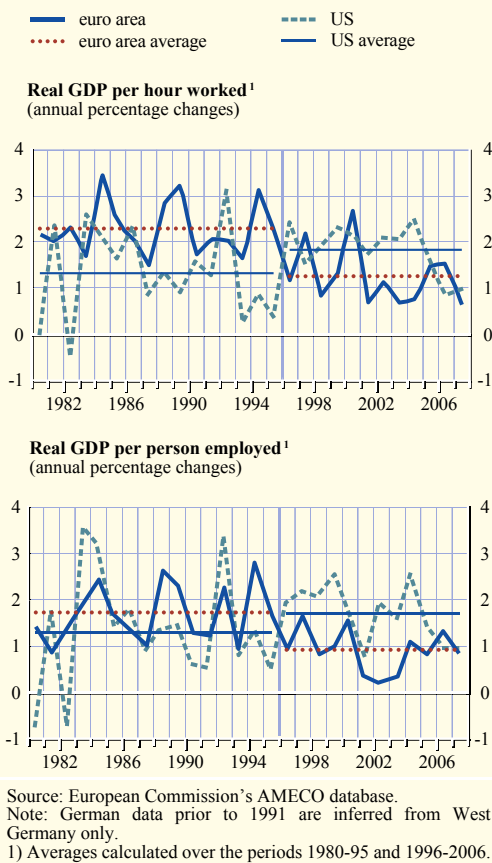 euro area US
euro area average US average
Real GDP per hour worked¹
(annual percentage changes)
4 4
3 3
2 2
1 1
0 0
-1 -1
1982 1986 1990 1994 1998 2002 2006
Real GDP per person employed¹
(annual percentage changes)
4 4
3 3
2 2
1 1
0 0
-1 -1
1982 1986 1990 1994 1998 2002 2006
Source: European Commission's AMECO database.
Note: German data prior to 1991 are inferred from West
Germany only.
1) Averages calculated over the periods 1980-95 and 1996-2006.